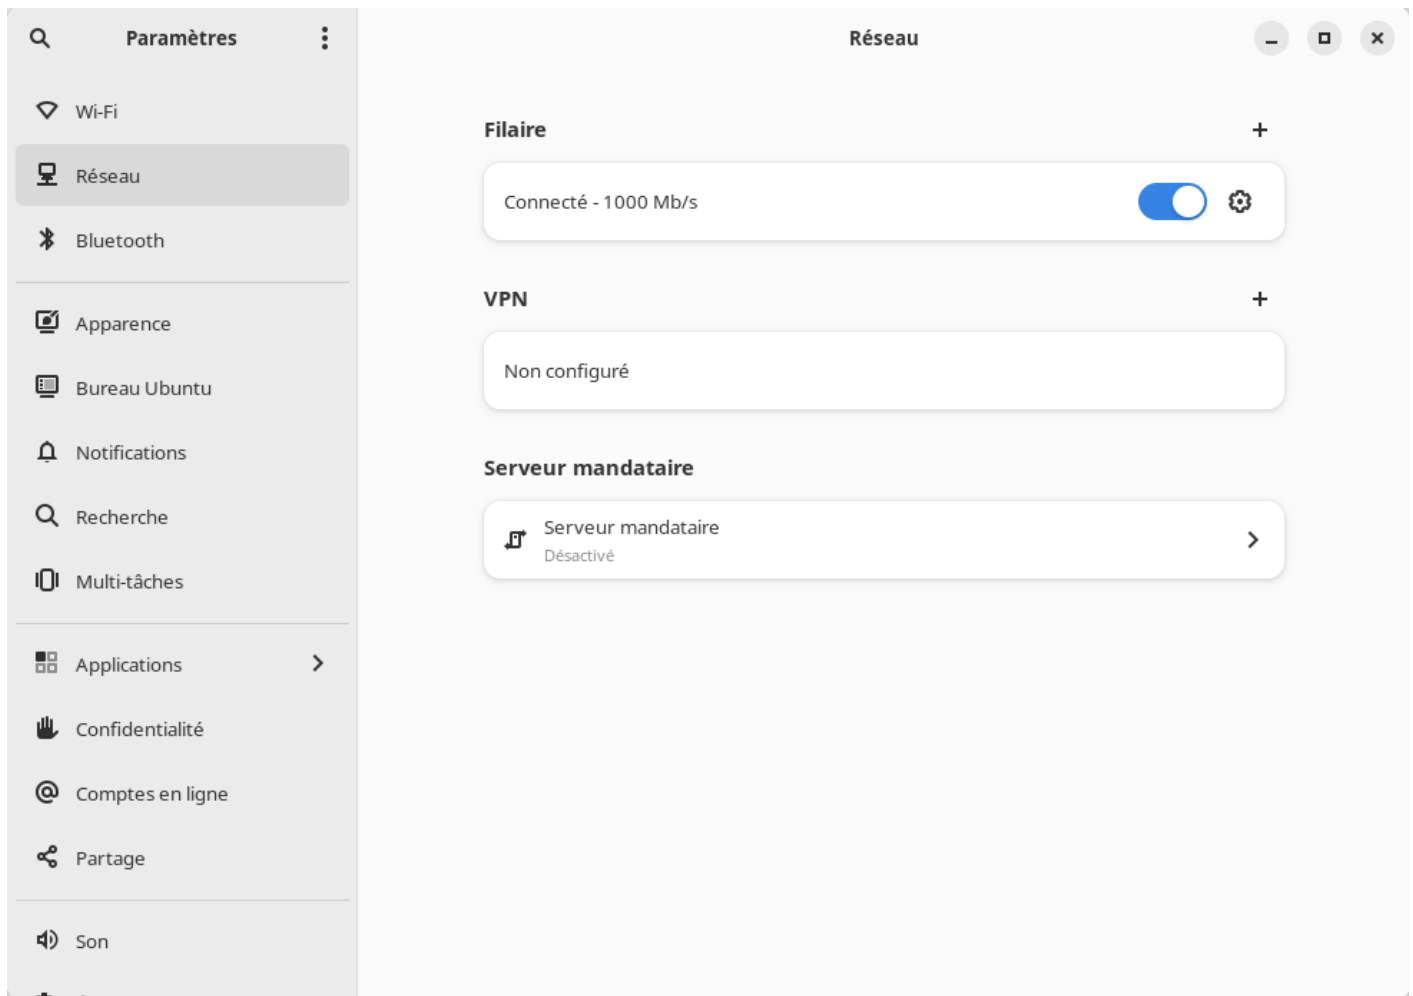 Paramètres
Réseau
Wi-Fi
Réseau
Bluetooth
Apparence
Bureau Ubuntu
Notifications
Recherche
Multi-tâches
Applications
Confidentialité
Comptes en ligne
Partage
Son
Filaire
Connecté - 1000 Mb/s
VPN
Non configuré
Serveur mandataire
Serveur mandataire
Désactivé